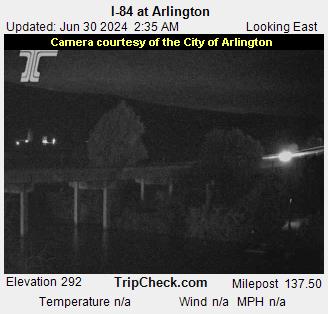 I-84 at Arlington
Updated: Jun 30 2024 2:35 AM Looking East
Camera courtesy of the City of Arlington
Elevation 292 TripCheck.com Milepost 137.50
Temperature n/a Wind n/a MPH n/a